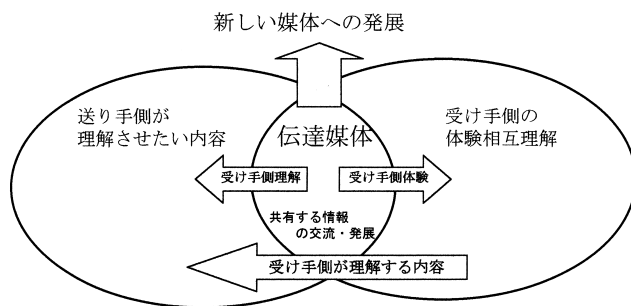 新しい媒体への発展
送り手側が
理解させたい内容
伝達媒体
受け手側の
体験相互理解
受け手側理解
受け手側体験
共有する情報
の交流・発展
受け手側が理解する内容